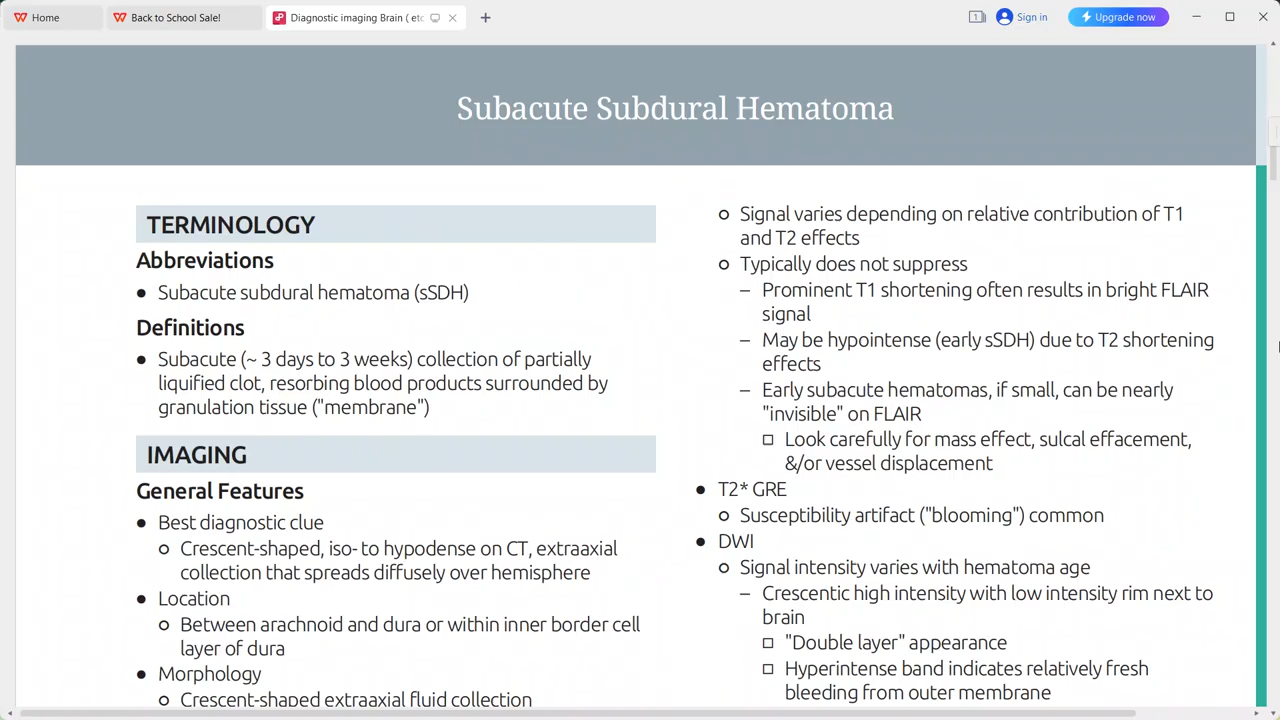 Home
Back to School Sale!
Diagnostic imaging Brain ( etc
1
Sign in
Upgrade now
Subacute Subdural Hematoma
TERMINOLOGY
Abbreviations
● Subacute subdural hematoma (sSDH)
Definitions
● Subacute (~ 3 days to 3 weeks) collection of partially
liquified clot, resorbing blood products surrounded by
granulation tissue ("membrane")
IMAGING
General Features
● Best diagnostic clue
○ Crescent-shaped, iso- to hypodense on CT, extraaxial
collection that spreads diffusely over hemisphere
● Location
○ Between arachnoid and dura or within inner border cell
layer of dura
● Morphology
○ Crescent-shaped extraaxial fluid collection
○ Signal varies depending on relative contribution of T1
and T2 effects
○ Typically does not suppress
– Prominent T1 shortening often results in bright FLAIR
signal
– May be hypointense (early sSDH) due to T2 shortening
effects
– Early subacute hematomas, if small, can be nearly
"invisible" on FLAIR
□ Look carefully for mass effect, sulcal effacement,
&/or vessel displacement
● T2* GRE
○ Susceptibility artifact ("blooming") common
● DWI
○ Signal intensity varies with hematoma age
– Crescentic high intensity with low intensity rim next to
brain
□ "Double layer" appearance
□ Hyperintense band indicates relatively fresh
bleeding from outer membrane